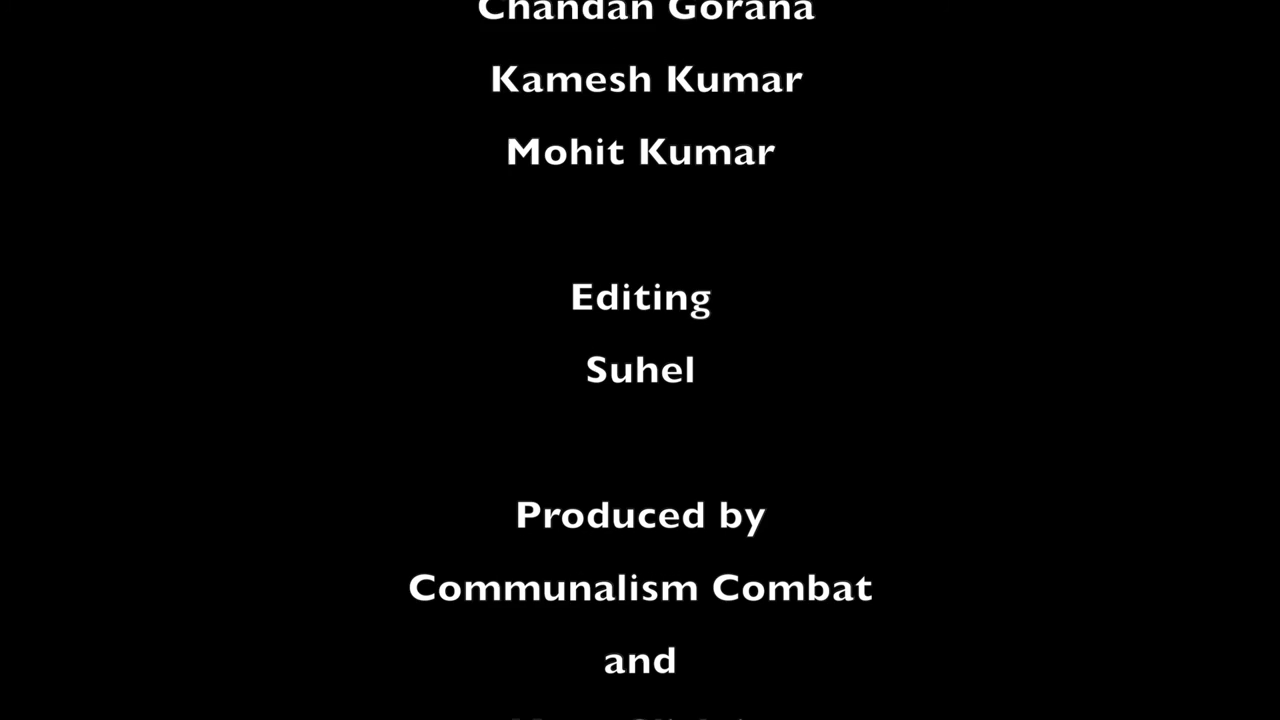 Chandan Gorana
Kamesh Kumar
Mohit Kumar
Editing
Suhel
Produced by
Communalism Combat
and